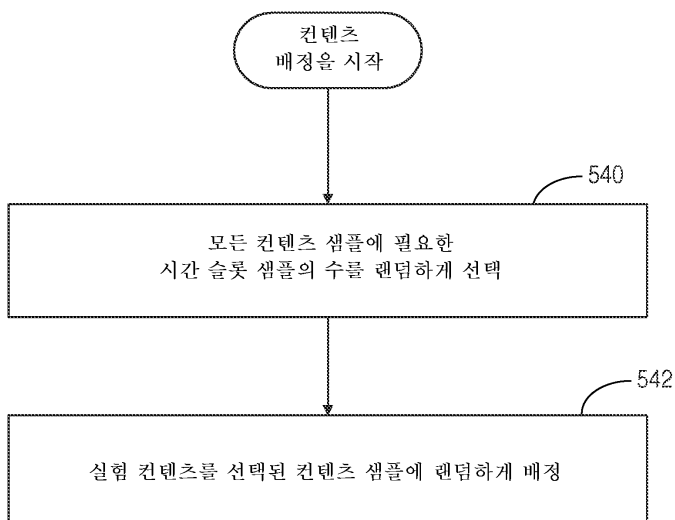 컨텐츠
배정을 시작
540
모든 컨텐츠 샘플에 필요한
시간 슬롯 샘플의 수를 랜덤하게 선택
542
실험 컨텐츠를 선택된 컨텐츠 샘플에 랜덤하게 배정